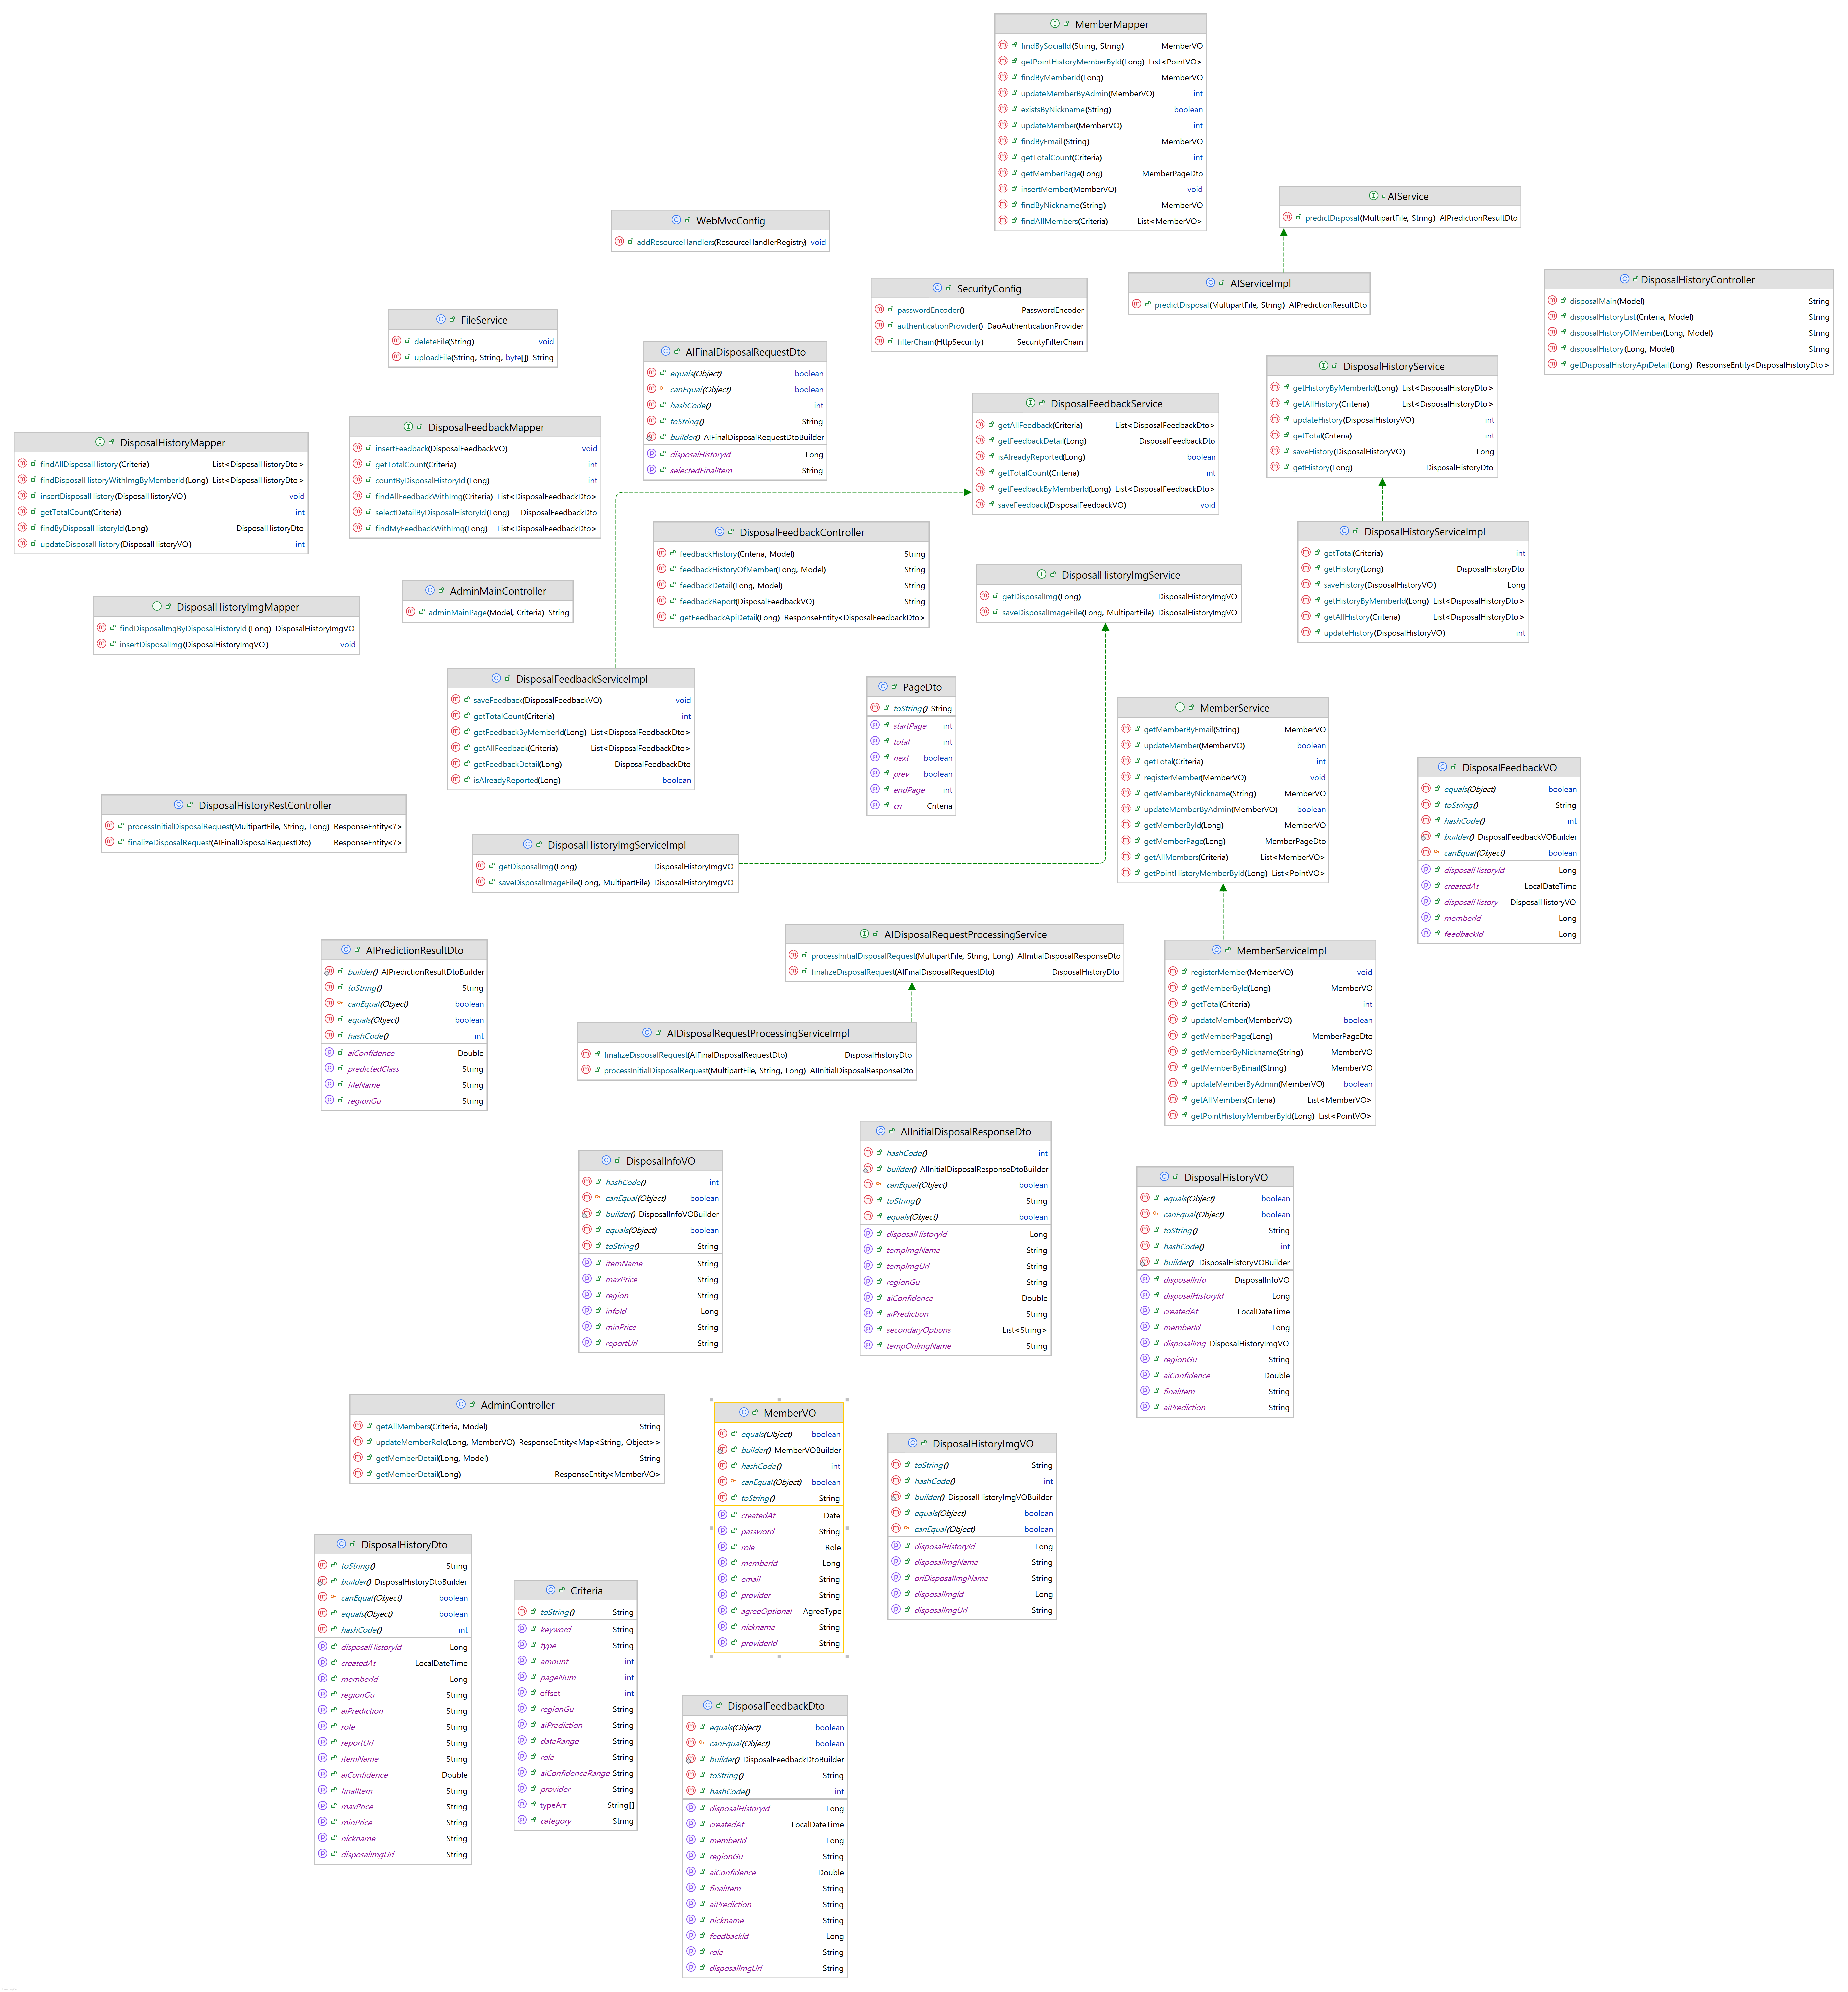 MemberMapper
findBySocialId(String, String) MemberVO
getPointHistoryMemberById(Long) List<PointVO>
findByMemberId(Long) MemberVO
updateMemberByAdmin(MemberVO) int
existsByNickname(String) boolean
updateMember(MemberVO) int
findByEmail(String) MemberVO
getTotalCount(Criteria) int
getMemberPage(Long) MemberPageDto
insertMember(MemberVO) void
findByNickname(String) MemberVO
findAllMembers(Criteria) List<MemberVO>
AIService
predictDisposal(MultipartFile, String) AIPredictionResultDto
WebMvcConfig
addResourceHandlers(ResourceHandlerRegistry) void
AIServiceImpl
predictDisposal(MultipartFile, String) AIPredictionResultDto
DisposalHistoryController
disposalMain(Model) String
disposalHistoryList(Criteria, Model) String
disposalHistoryOfMember(Long, Model) String
disposalHistory(Long, Model) String
getDisposalHistoryApiDetail(Long) ResponseEntity<DisposalHistoryDto>
SecurityConfig
passwordEncoder() PasswordEncoder
authenticationProvider() DaoAuthenticationProvider
filterChain(HttpSecurity) SecurityFilterChain
FileService
deleteFile(String) void
uploadFile(String, String, byte[]) String
AIFinalDisposalRequestDto
equals(Object) boolean
canEqual(Object) boolean
hashCode() int
toString() String
builder() AIFinalDisposalRequestDtoBuilder
disposalHistoryId Long
selectedFinalItem String
DisposalHistoryService
getHistoryByMemberId(Long) List<DisposalHistoryDto>
getAllHistory(Criteria) List<DisposalHistoryDto>
updateHistory(DisposalHistoryVO) int
getTotal(Criteria) int
saveHistory(DisposalHistoryVO) Long
getHistory(Long) DisposalHistoryDto
DisposalFeedbackService
getAllFeedback(Criteria) List<DisposalFeedbackDto>
getFeedbackDetail(Long) DisposalFeedbackDto
isAlreadyReported(Long) boolean
getTotalCount(Criteria) int
getFeedbackByMemberId(Long) List<DisposalFeedbackDto>
saveFeedback(DisposalFeedbackVO) void
DisposalFeedbackMapper
insertFeedback(DisposalFeedbackVO) void
getTotalCount(Criteria) int
countByDisposalHistoryId(Long) int
findAllFeedbackWithImg(Criteria) List<DisposalFeedbackDto>
selectDetailByDisposalHistoryId(Long) DisposalFeedbackDto
findMyFeedbackWithImg(Long) List<DisposalFeedbackDto>
DisposalHistoryMapper
findAllDisposalHistory(Criteria) List<DisposalHistoryDto>
findDisposalHistoryWithImgByMemberId(Long) List<DisposalHistoryDto>
insertDisposalHistory(DisposalHistoryVO) void
getTotalCount(Criteria) int
findByDisposalHistoryId(Long) DisposalHistoryDto
updateDisposalHistory(DisposalHistoryVO) int
DisposalFeedbackController
feedbackHistory(Criteria, Model) String
feedbackHistoryOfMember(Long, Model) String
feedbackDetail(Long, Model) String
feedbackReport(DisposalFeedbackVO) String
getFeedbackApiDetail(Long) ResponseEntity<DisposalFeedbackDto>
DisposalHistoryServiceImpl
getTotal(Criteria) int
getHistory(Long) DisposalHistoryDto
saveHistory(DisposalHistoryVO) Long
getHistoryByMemberId(Long) List<DisposalHistoryDto>
getAllHistory(Criteria) List<DisposalHistoryDto>
updateHistory(DisposalHistoryVO) int
DisposalHistoryImgService
getDisposalImg(Long) DisposalHistoryImgVO
saveDisposalImageFile(Long, MultipartFile) DisposalHistoryImgVO
AdminMainController
adminMainPage(Model, Criteria) String
DisposalHistoryImgMapper
findDisposalImgByDisposalHistoryId(Long) DisposalHistoryImgVO
insertDisposalImg(DisposalHistoryImgVO) void
DisposalFeedbackServiceImpl
saveFeedback(DisposalFeedbackVO) void
getTotalCount(Criteria) int
getFeedbackByMemberId(Long) List<DisposalFeedbackDto>
getAllFeedback(Criteria) List<DisposalFeedbackDto>
getFeedbackDetail(Long) DisposalFeedbackDto
isAlreadyReported(Long) boolean
PageDto
toString() String
startPage int
total int
next boolean
prev boolean
endPage int
cri Criteria
MemberService
getMemberByEmail(String) MemberVO
updateMember(MemberVO) boolean
getTotal(Criteria) int
registerMember(MemberVO) void
getMemberByNickname(String) MemberVO
updateMemberByAdmin(MemberVO) boolean
getMemberById(Long) MemberVO
getMemberPage(Long) MemberPageDto
getAllMembers(Criteria) List<MemberVO>
getPointHistoryMemberById(Long) List<PointVO>
DisposalFeedbackVO
equals(Object) boolean
toString() String
hashCode() int
builder() DisposalFeedbackVOBuilder
canEqual(Object) boolean
disposalHistoryId Long
createdAt LocalDateTime
disposalHistory DisposalHistoryVO
memberId Long
feedbackId Long
DisposalHistoryRestController
processInitialDisposalRequest(MultipartFile, String, Long) ResponseEntity<?>
finalizeDisposalRequest(AIFinalDisposalRequestDto) ResponseEntity<?>
DisposalHistoryImgServiceImpl
getDisposalImg(Long) DisposalHistoryImgVO
saveDisposalImageFile(Long, MultipartFile) DisposalHistoryImgVO
AIDisposalRequestProcessingService
processInitialDisposalRequest(MultipartFile, String, Long) AIInitialDisposalResponseDto
finalizeDisposalRequest(AIFinalDisposalRequestDto) DisposalHistoryDto
AIPredictionResultDto
builder() AIPredictionResultDtoBuilder
toString() String
canEqual(Object) boolean
equals(Object) boolean
hashCode() int
aiConfidence Double
predictedClass String
fileName String
regionGu String
MemberServiceImpl
registerMember(MemberVO) void
getMemberById(Long) MemberVO
getTotal(Criteria) int
updateMember(MemberVO) boolean
getMemberPage(Long) MemberPageDto
getMemberByNickname(String) MemberVO
getMemberByEmail(String) MemberVO
updateMemberByAdmin(MemberVO) boolean
getAllMembers(Criteria) List<MemberVO>
getPointHistoryMemberById(Long) List<PointVO>
AIDisposalRequestProcessingServiceImpl
finalizeDisposalRequest(AIFinalDisposalRequestDto) DisposalHistoryDto
processInitialDisposalRequest(MultipartFile, String, Long) AIInitialDisposalResponseDto
AIInitialDisposalResponseDto
hashCode() int
builder() AIInitialDisposalResponseDtoBuilder
canEqual(Object) boolean
toString() String
equals(Object) boolean
disposalHistoryId Long
tempImgName String
tempImgUrl String
regionGu String
aiConfidence Double
aiPrediction String
secondaryOptions List<String>
tempOriImgName String
DisposalInfoVO
hashCode() int
canEqual(Object) boolean
builder() DisposalInfoVOBuilder
equals(Object) boolean
toString() String
itemName String
maxPrice String
region String
infoId Long
minPrice String
reportUrl String
DisposalHistoryVO
equals(Object) boolean
canEqual(Object) boolean
toString() String
hashCode() int
builder() DisposalHistoryVOBuilder
disposalInfo DisposalInfoVO
disposalHistoryId Long
createdAt LocalDateTime
memberId Long
disposalImg DisposalHistoryImgVO
regionGu String
aiConfidence Double
finalItem String
aiPrediction String
AdminController
getAllMembers(Criteria, Model) String
updateMemberRole(Long, MemberVO) ResponseEntity<Map<String, Object>>
getMemberDetail(Long, Model) String
getMemberDetail(Long) ResponseEntity<MemberVO>
MemberVO
equals(Object) boolean
builder() MemberVOBuilder
hashCode() int
canEqual(Object) boolean
toString() String
createdAt Date
password String
role Role
memberId Long
email String
provider String
agreeOptional AgreeType
nickname String
providerId String
DisposalHistoryImgVO
toString() String
hashCode() int
builder() DisposalHistoryImgVOBuilder
equals(Object) boolean
canEqual(Object) boolean
disposalHistoryId Long
disposalImgName String
oriDisposalImgName String
disposalImgId Long
disposalImgUrl String
DisposalHistoryDto
toString() String
builder() DisposalHistoryDtoBuilder
canEqual(Object) boolean
equals(Object) boolean
hashCode() int
disposalHistoryId Long
createdAt LocalDateTime
memberId Long
regionGu String
aiPrediction String
role String
reportUrl String
itemName String
aiConfidence Double
finalItem String
maxPrice String
minPrice String
nickname String
disposalImgUrl String
Criteria
toString() String
keyword String
type String
amount int
pageNum int
offset int
regionGu String
aiPrediction String
dateRange String
role String
aiConfidenceRange String
provider String
typeArr String[]
category String
DisposalFeedbackDto
equals(Object) boolean
canEqual(Object) boolean
builder() DisposalFeedbackDtoBuilder
toString() String
hashCode() int
disposalHistoryId Long
createdAt LocalDateTime
memberId Long
regionGu String
aiConfidence Double
finalItem String
aiPrediction String
nickname String
feedbackId Long
role String
disposalImgUrl String